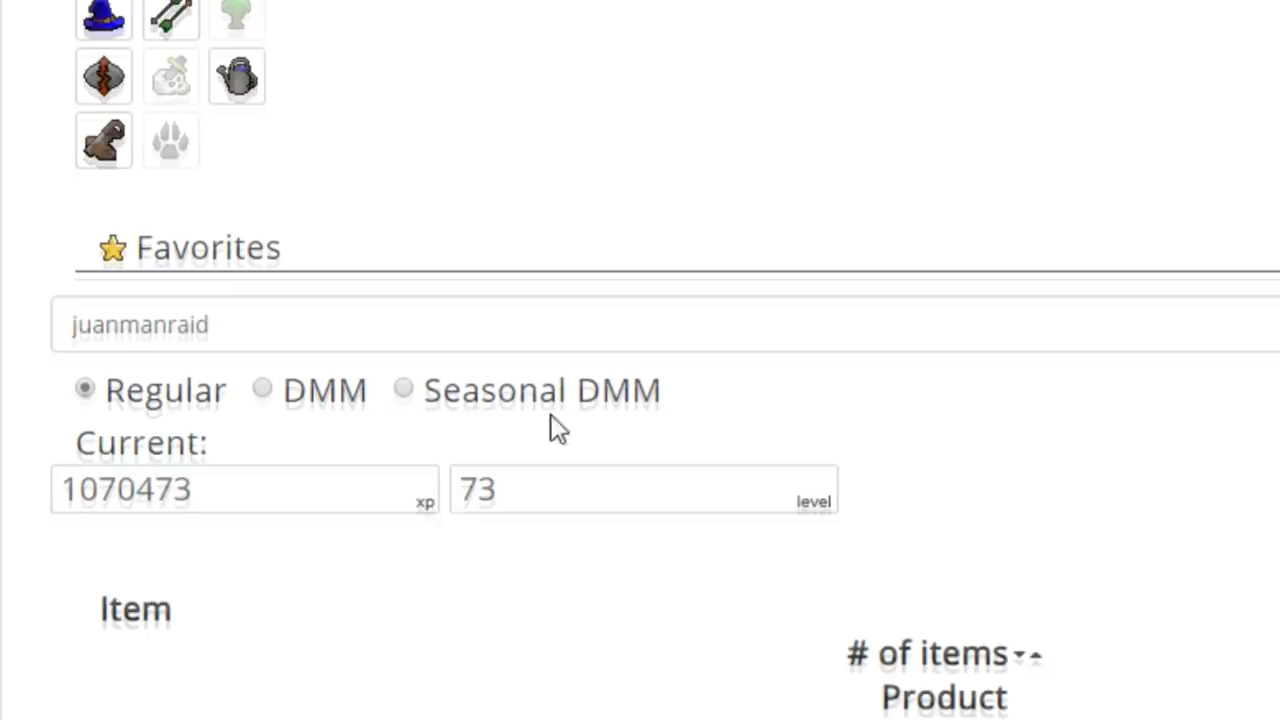 Favorites
juanmanraid
Regular DMM Seasonal DMM
Current:
1070473 xp 73 level
Item
# of items
Product